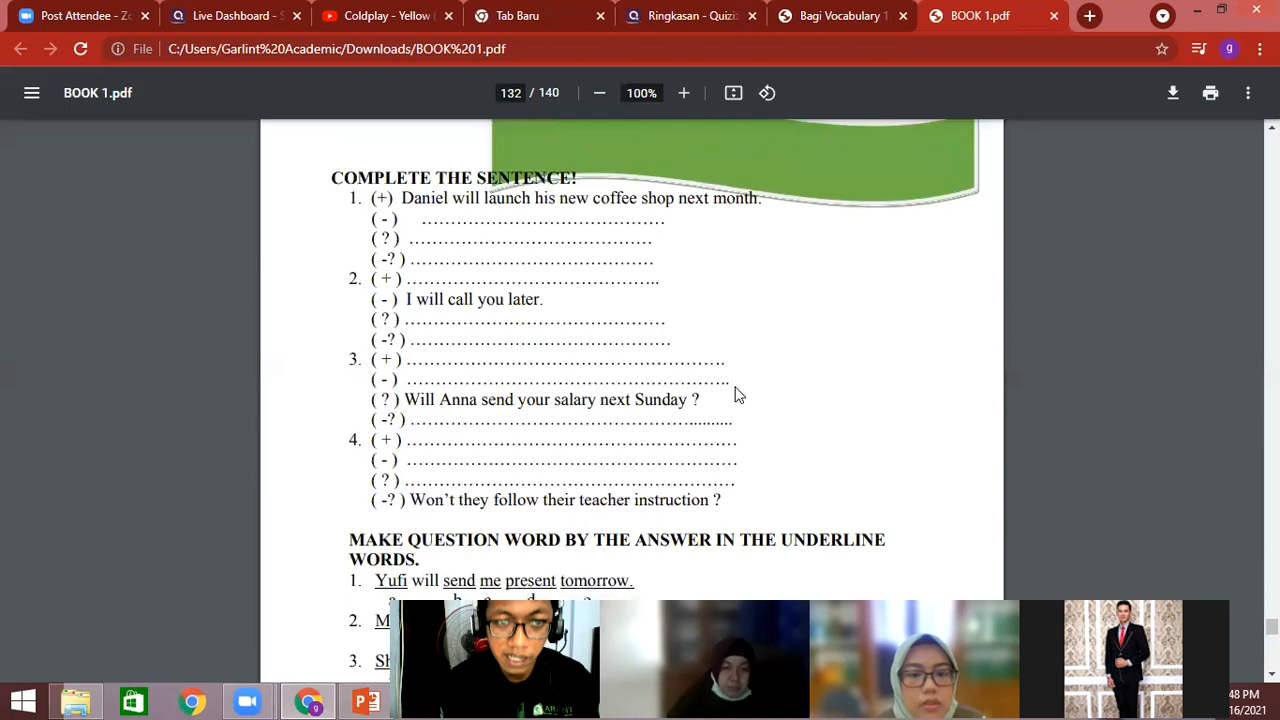 Post Attendee - Zo
Live Dashboard - S
Coldplay - Yellow (
Tab Baru
Ringkasan - Quiziz
Bagi Vocabulary 1
BOOK 1.pdf
File C:/Users/Garlint%20Academic/Downloads/BOOK%201.pdf
g
BOOK 1.pdf
132 / 140
100%
COMPLETE THE SENTENCE!
1. (+) Daniel will launch his new coffee shop next month.
( - ) ……………………………………
( ? ) ……………………………………
( -? ) ……………………………………
2. ( + ) ……………………………………..
( - ) I will call you later.
( ? ) ………………………………………
( -? ) ………………………………………
3. ( + ) ……………………………………………….
( - ) ………………………………………………..
( ? ) Will Anna send your salary next Sunday ?
( -? ) …………………………………………..........
4. ( + ) …………………………………………………
( - ) …………………………………………………
( ? ) …………………………………………………
( -? ) Won’t they follow their teacher instruction ?
MAKE QUESTION WORD BY THE ANSWER IN THE UNDERLINE
WORDS.
1. Yufi will send me present tomorrow.
2. M
3. Sh
:48 PM
/16/2021